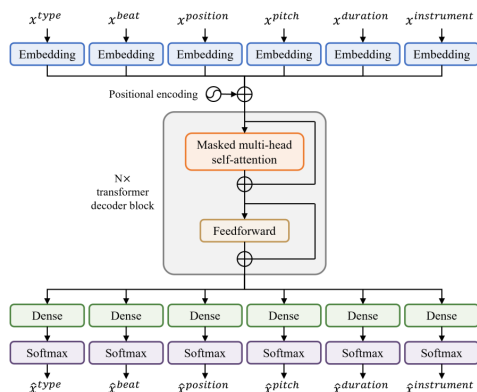 x^type x^beat x^position x^pitch x^duration x^instrument
Embedding Embedding Embedding Embedding Embedding Embedding
Positional encoding
Masked multi-head
self-attention
N×
transformer
decoder block
Feedforward
Dense Dense Dense Dense Dense Dense
Softmax Softmax Softmax Softmax Softmax Softmax
x̂^type x̂^beat x̂^position x̂^pitch x̂^duration x̂^instrument